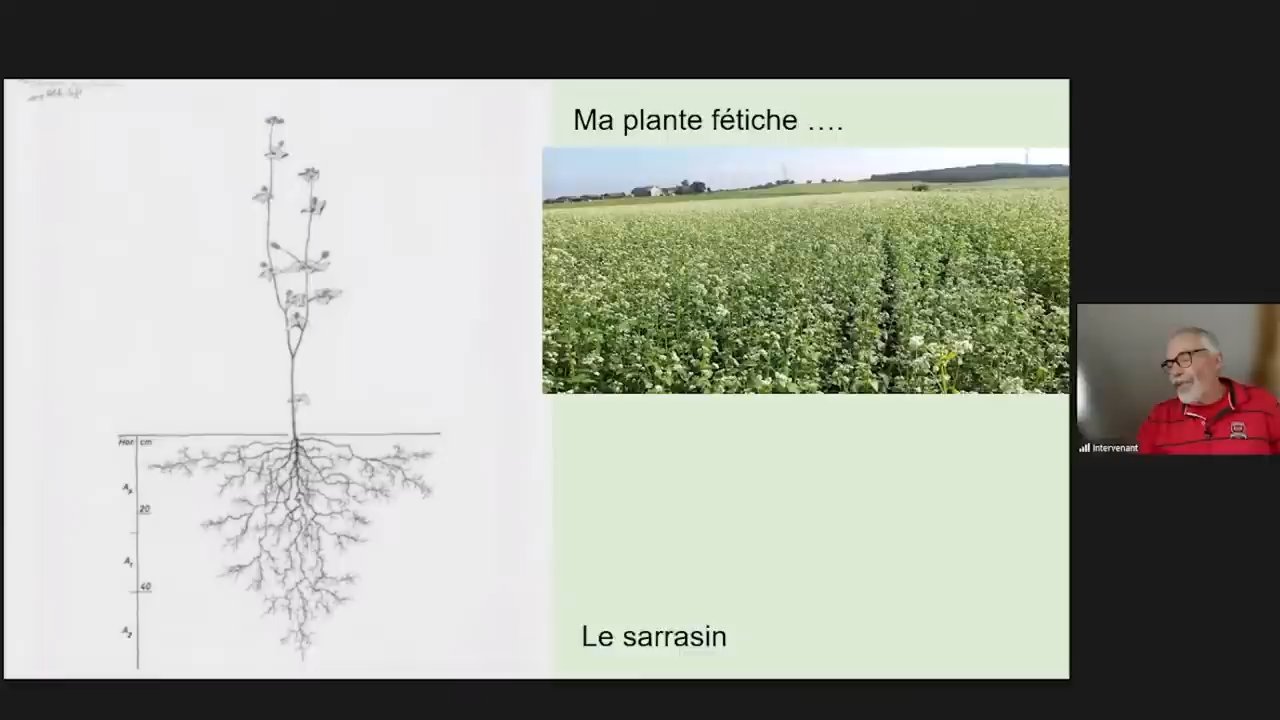 Ma plante fétiche ….
Hor. cm
20
40
Le sarrasin
Intervenant